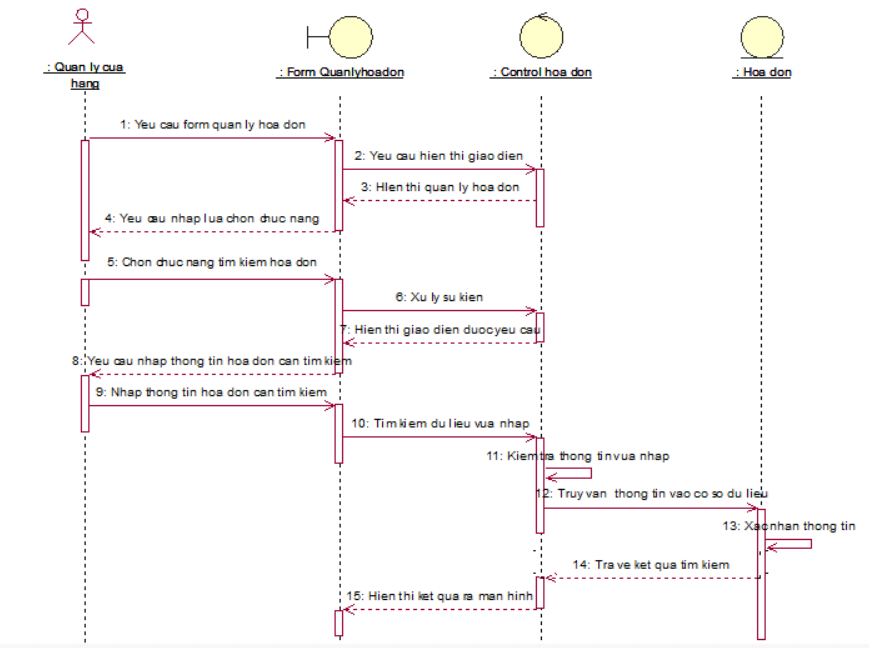 : Quan ly cua
hang
: Form Quanlyhoadon
: Control hoa don
: Hoa don
1: Yeu cau form quan ly hoa don
2: Yeu cau hien thi giao dien
3: HIen thi quan ly hoa don
4: Yeu cau nhap lua chon chuc nang
5: Chon chuc nang tim kiem hoa don
6: Xu ly su kien
7: Hien thi giao dien duoc yeu cau
8: Yeu cau nhap thong tin hoa don can tim kiem
9: Nhap thong tin hoa don can tim kiem
10: Tim kiem du lieu vua nhap
11: Kiem tra thong tin vua nhap
12: Truy van thong tin vao co so du lieu
13: Xac nhan thong tin
14: Tra ve ket qua tim kiem
15: Hien thi ket qua ra man hinh